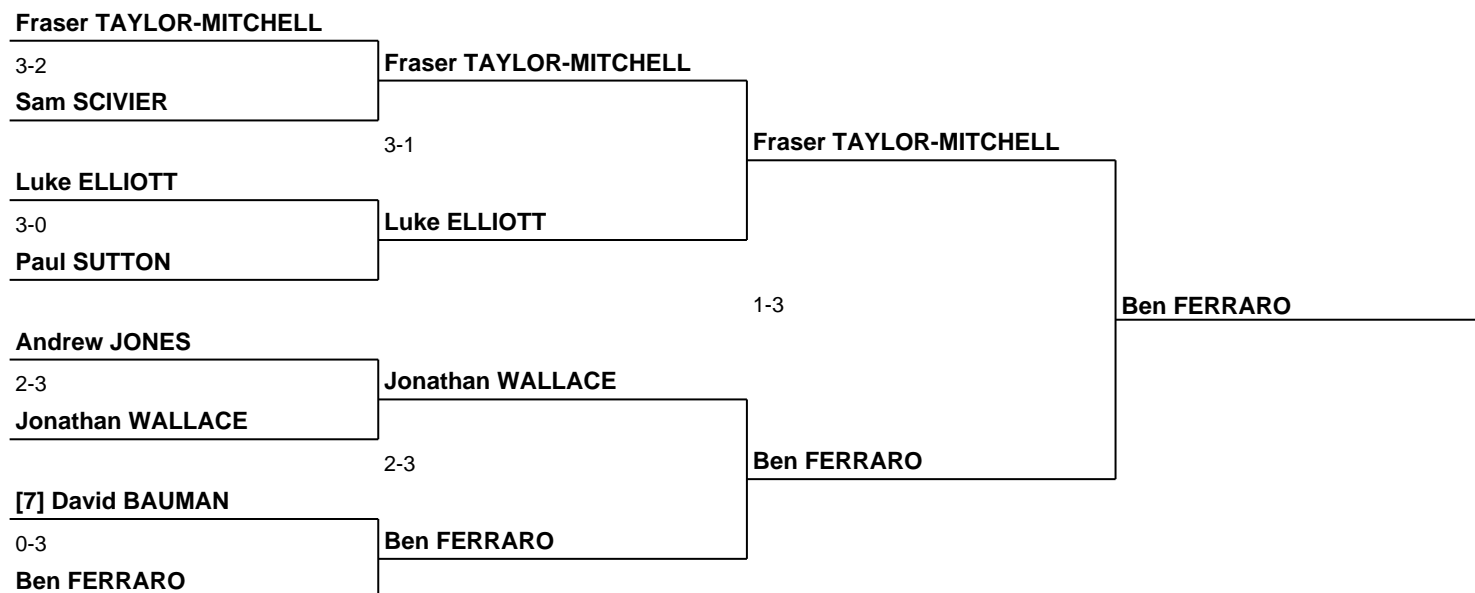 Fraser TAYLOR-MITCHELL
3-2
Fraser TAYLOR-MITCHELL
Sam SCIVIER
3-1
Fraser TAYLOR-MITCHELL
Luke ELLIOTT
3-0
Luke ELLIOTT
Paul SUTTON
1-3
Ben FERRARO
Andrew JONES
2-3
Jonathan WALLACE
Jonathan WALLACE
2-3
Ben FERRARO
[7] David BAUMAN
0-3
Ben FERRARO
Ben FERRARO